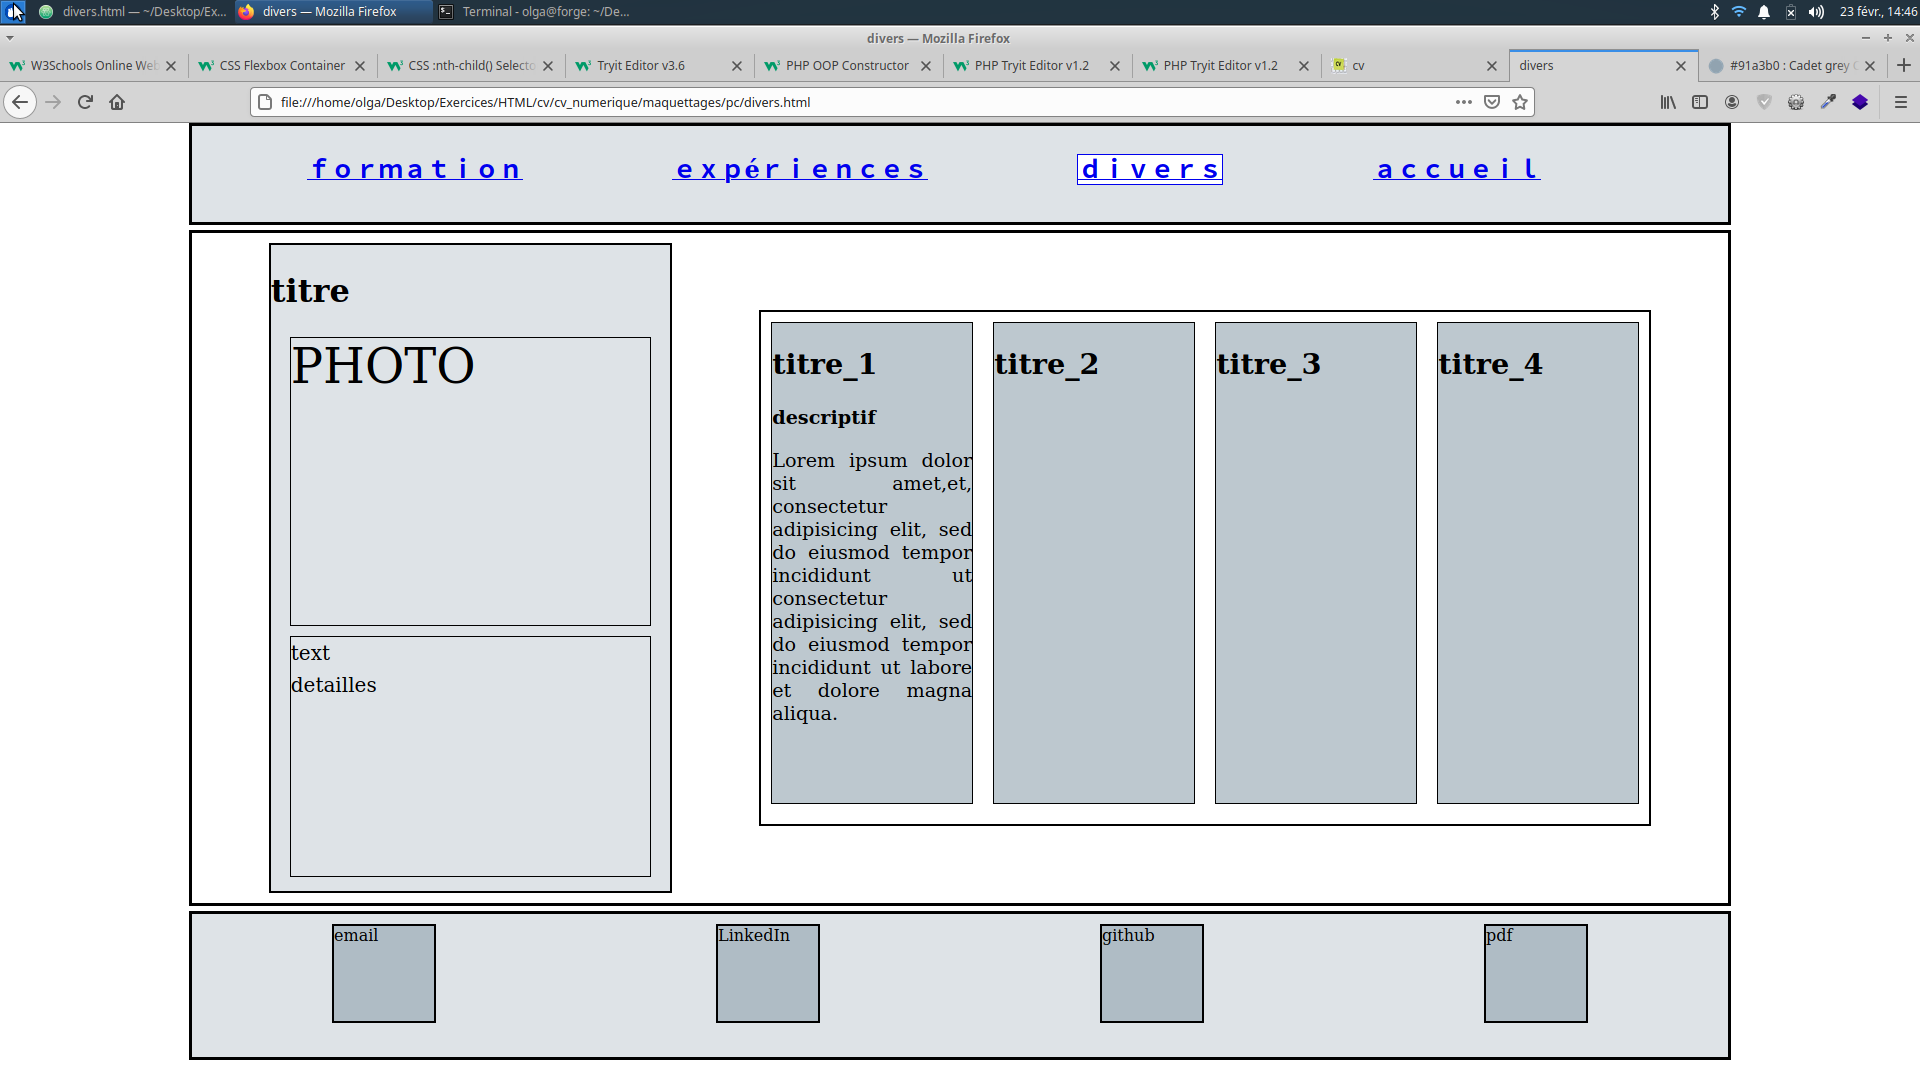 divers.html — ~/Desktop/Ex...
divers — Mozilla Firefox
Terminal - olga@forge: ~/De...
23 févr., 14:46
divers — Mozilla Firefox
W3Schools Online Web
CSS Flexbox Container
CSS :nth-child() Selecto
Tryit Editor v3.6
PHP OOP Constructor
PHP Tryit Editor v1.2
PHP Tryit Editor v1.2
cv
divers
#91a3b0 : Cadet grey C
file:///home/olga/Desktop/Exercices/HTML/cv/cv_numerique/maquettages/pc/divers.html
formation
expériences
divers
accueil
titre
PHOTO
text
detailles
titre_1
descriptif
Lorem ipsum dolor
sit amet,et,
consectetur
adipisicing elit, sed
do eiusmod tempor
incididunt ut
consectetur
adipisicing elit, sed
do eiusmod tempor
incididunt ut labore
et dolore magna
aliqua.
titre_2
titre_3
titre_4
email
LinkedIn
github
pdf